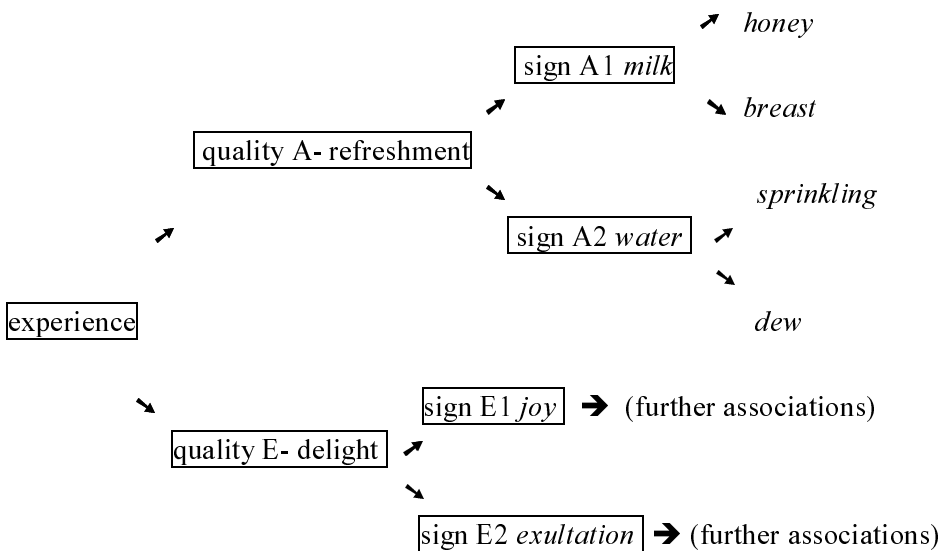 honey
sign A1 milk
breast
quality A- refreshment
sprinkling
sign A2 water
experience
dew
sign E1 joy (further associations)
quality E- delight
sign E2 exultation (further associations)